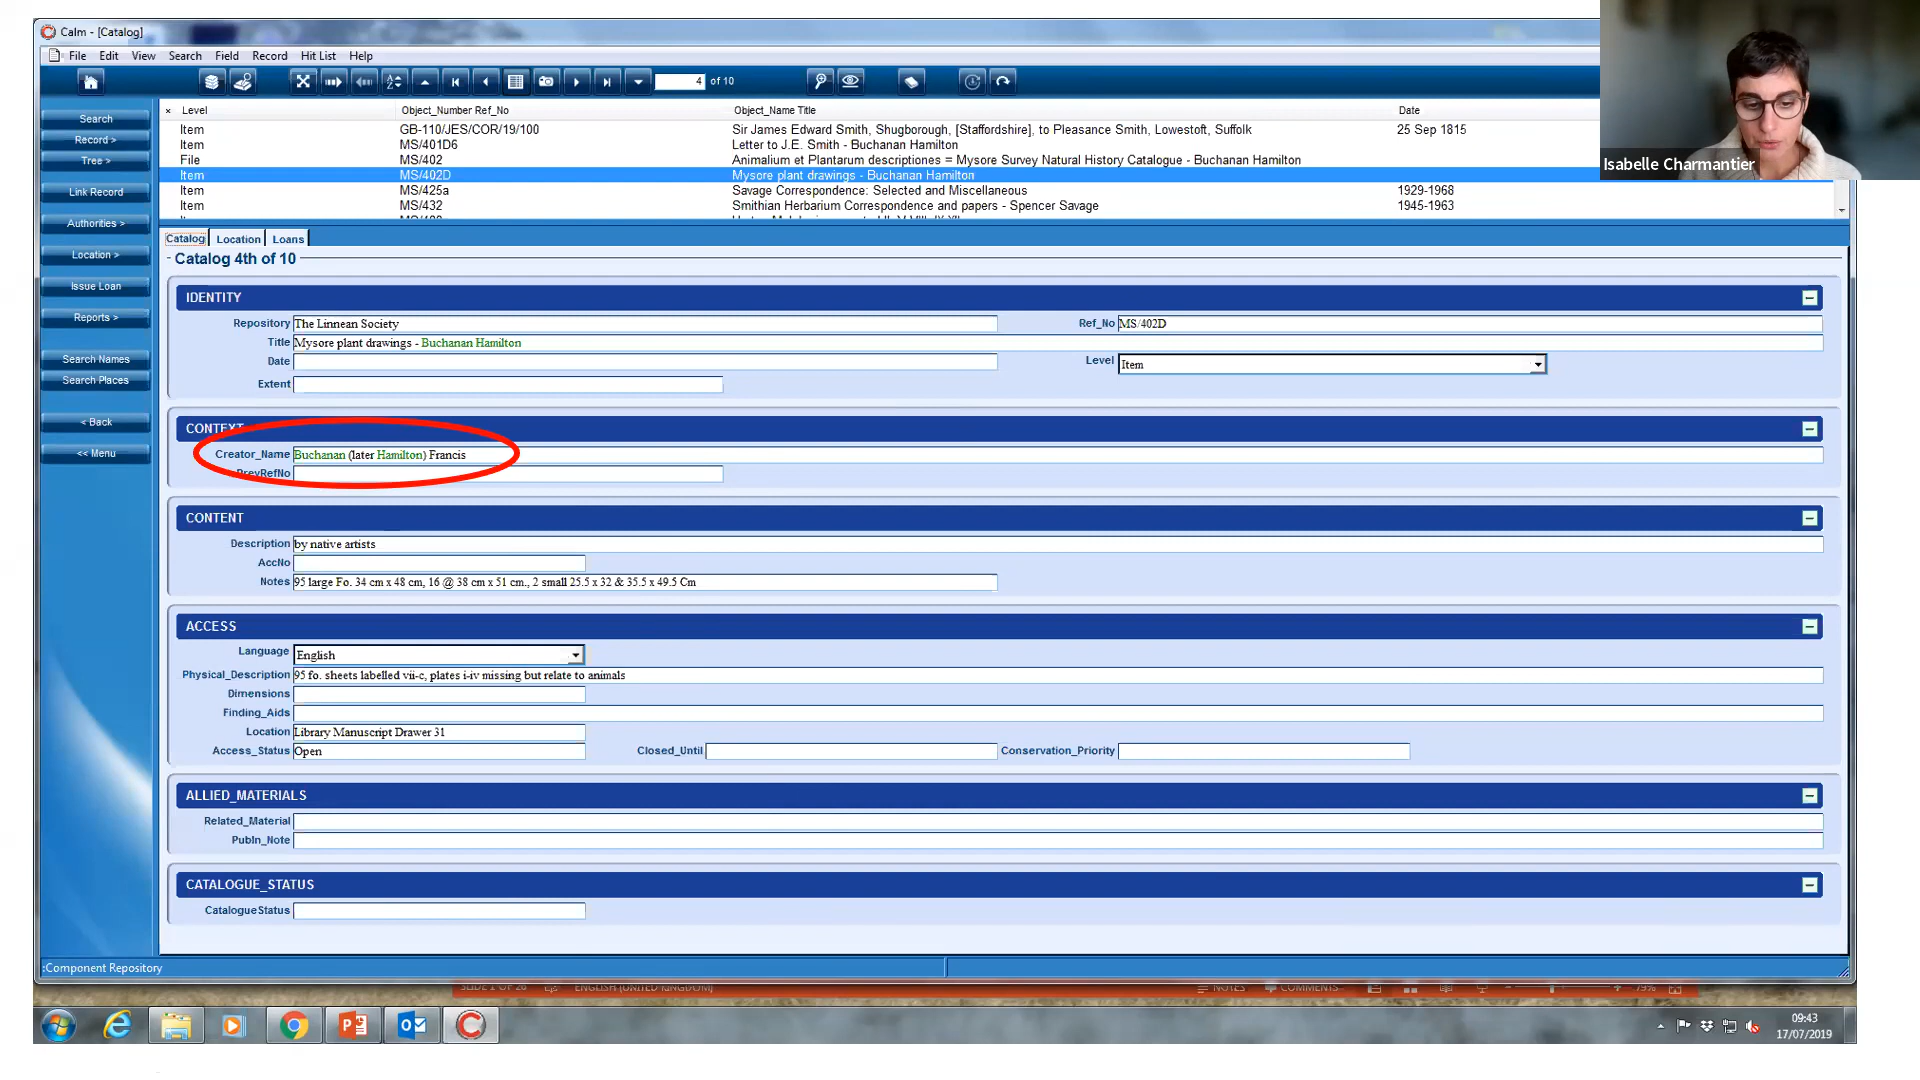 Calm - [Catalog]
File Edit View Search Field Record Hit List Help
4 of 10
Isabelle Charmantier
Search
Record >
Tree >
Link Record
Authorities >
Location >
Issue Loan
Reports >
Search Names
Search Places
< Back
<< Menu
× Level Object_Number Ref_No Object_Name Title Date
Item GB-110/JES/COR/19/100 Sir James Edward Smith, Shugborough, [Staffordshire], to Pleasance Smith, Lowestoft, Suffolk 25 Sep 1815
Item MS/401D6 Letter to J.E. Smith - Buchanan Hamilton
File MS/402 Animalium et Plantarum descriptiones = Mysore Survey Natural History Catalogue - Buchanan Hamilton
Item MS/402D Mysore plant drawings - Buchanan Hamilton
Item MS/425a Savage Correspondence: Selected and Miscellaneous 1929-1968
Item MS/432 Smithian Herbarium Correspondence and papers - Spencer Savage 1945-1963
Catalog Location Loans
Catalog 4th of 10
IDENTITY
Repository The Linnean Society Ref_No MS/402D
Title Mysore plant drawings - Buchanan Hamilton
Date Level Item
Extent
CONTEXT
Creator_Name Buchanan (later Hamilton) Francis
PrevRefNo
CONTENT
Description by native artists
AccNo
Notes 95 large Fo. 34 cm x 48 cm, 16 @ 38 cm x 51 cm., 2 small 25.5 x 32 & 35.5 x 49.5 Cm
ACCESS
Language English
Physical_Description 95 fo. sheets labelled vii-c, plates i-iv missing but relate to animals
Dimensions
Finding_Aids
Location Library Manuscript Drawer 31
Access_Status Open Closed_Until Conservation_Priority
ALLIED_MATERIALS
Related_Material
Publn_Note
CATALOGUE_STATUS
CatalogueStatus
:Component Repository
SLIDE 1 OF 26 ENGLISH (UNITED KINGDOM) NOTES COMMENTS 79%
09:43
17/07/2019